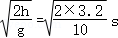 √(2h/g) = √(2×3.2/10) s